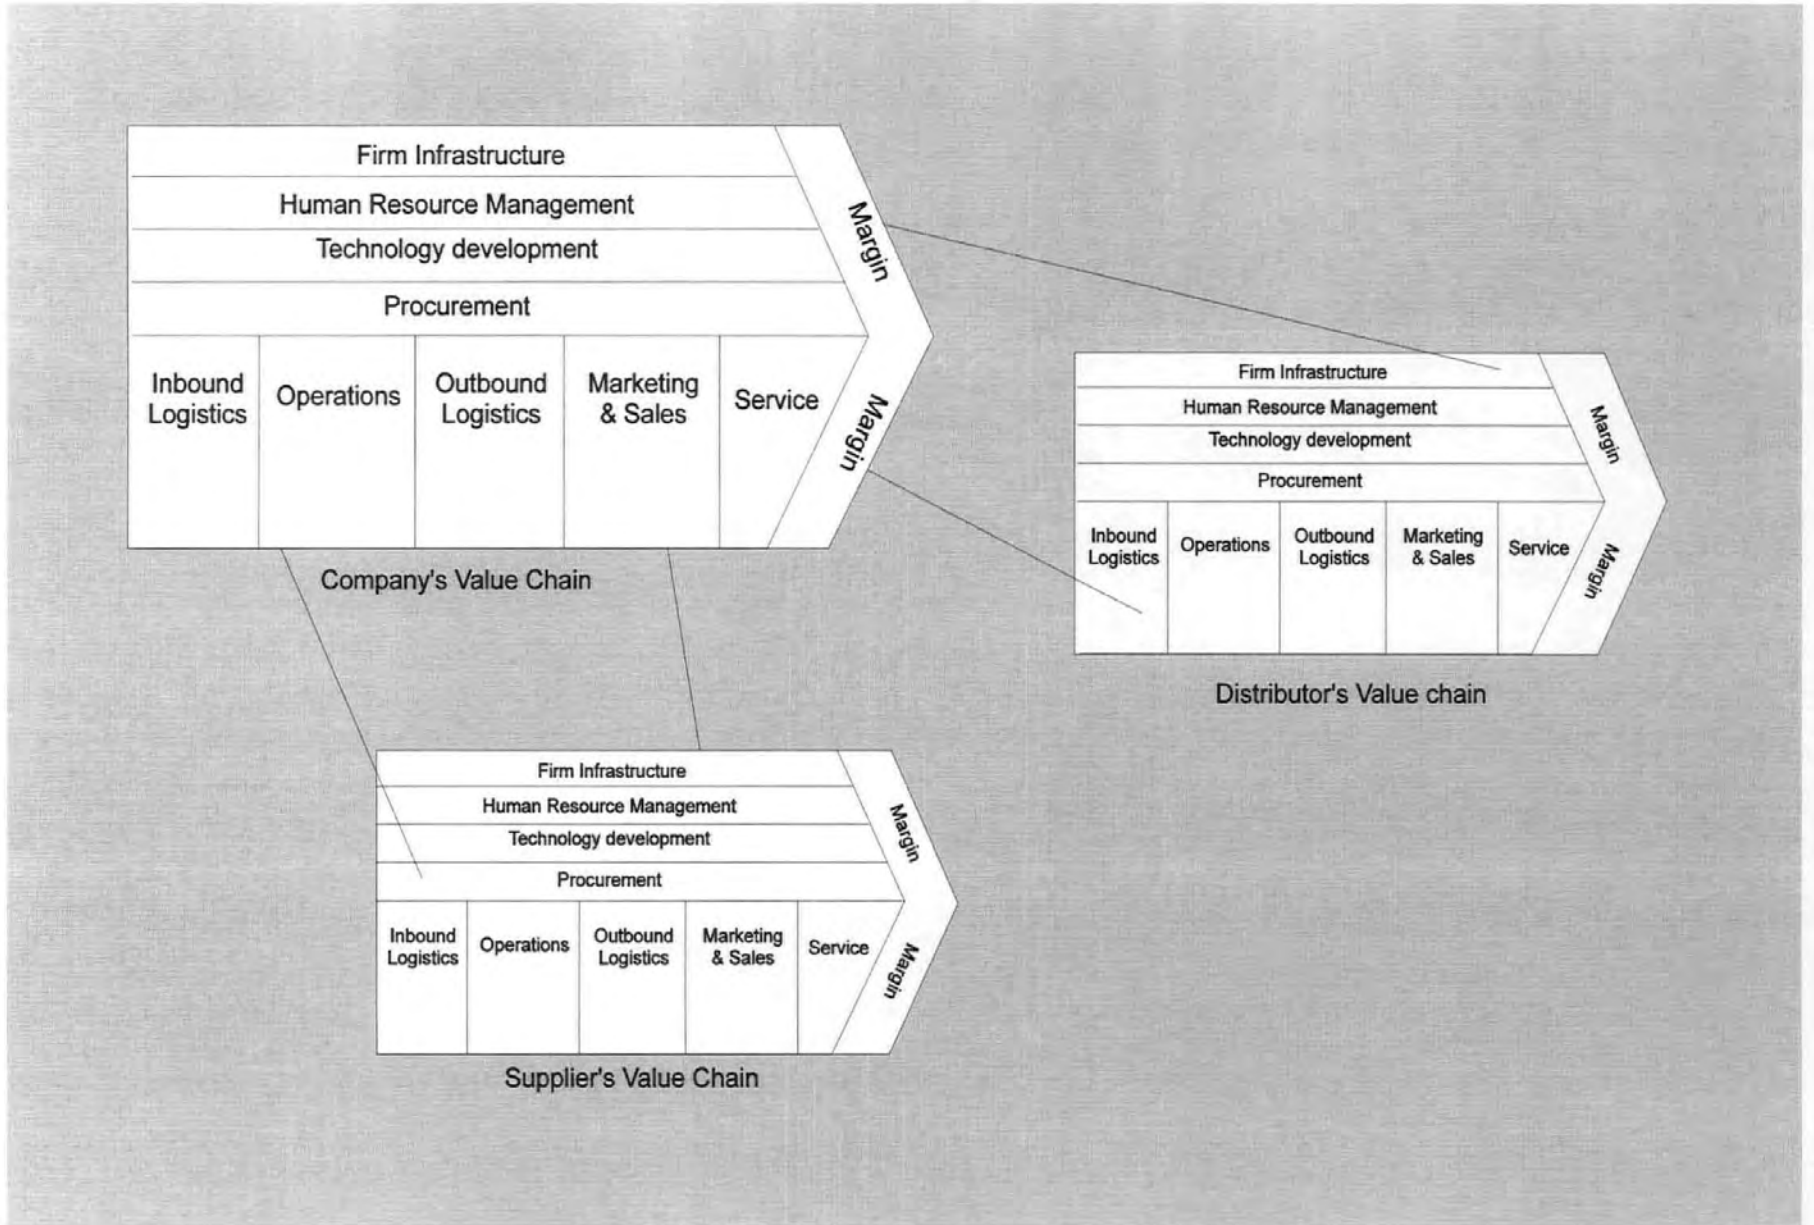 Firm Infrastructure
Human Resource Management
Technology development
Procurement
Inbound
Logistics
Operations
Outbound
Logistics
Marketing
& Sales
Service
Margin
Margin
Company's Value Chain
Firm Infrastructure
Human Resource Management
Technology development
Procurement
Inbound
Logistics
Operations
Outbound
Logistics
Marketing
& Sales
Service
Margin
Margin
Distributor's Value chain
Firm Infrastructure
Human Resource Management
Technology development
Procurement
Inbound
Logistics
Operations
Outbound
Logistics
Marketing
& Sales
Service
Margin
Margin
Supplier's Value Chain